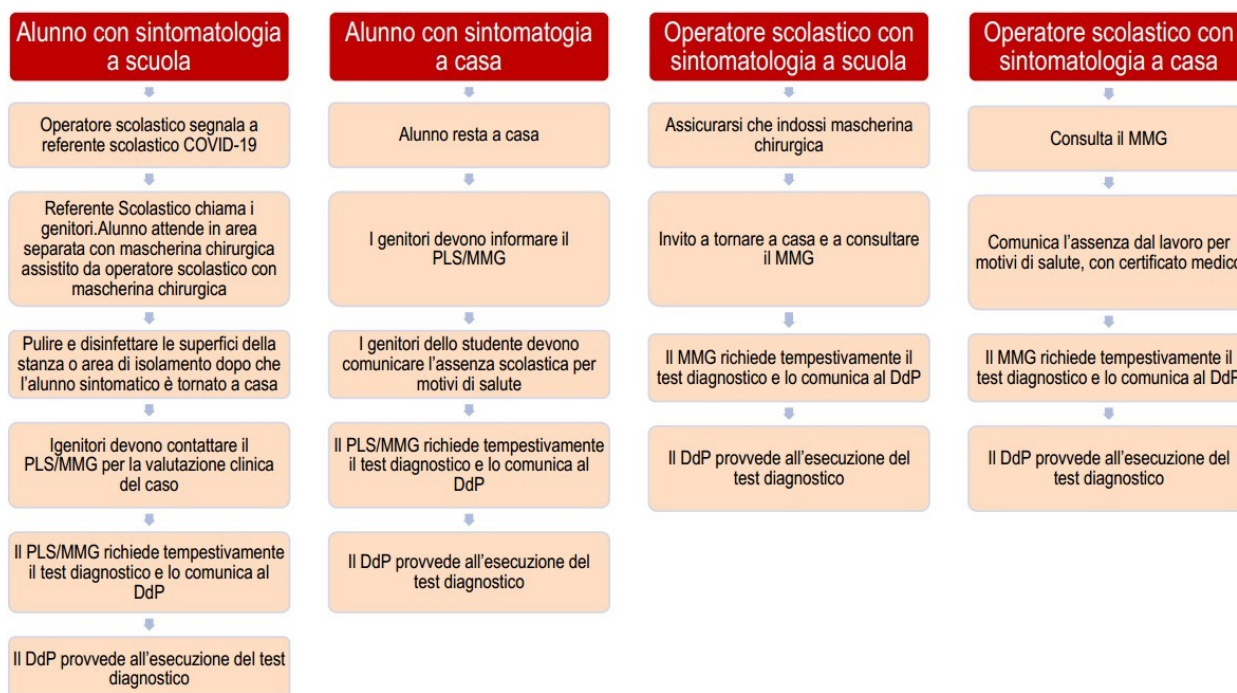 Alunno con sintomatologia
a scuola
Operatore scolastico segnala a
referente scolastico COVID-19
Referente Scolastico chiama i
genitori.Alunno attende in area
separata con mascherina chirurgica
assistito da operatore scolastico con
mascherina chirurgica
Pulire e disinfettare le superfici della
stanza o area di isolamento dopo che
l'alunno sintomatico è tornato a casa
Igenitori devono contattare il
PLS/MMG per la valutazione clinica
del caso
Il PLS/MMG richiede tempestivamente
il test diagnostico e lo comunica al
DdP
Il DdP provvede all'esecuzione del test
diagnostico
Alunno con sintomatogia
a casa
Alunno resta a casa
I genitori devono informare il
PLS/MMG
I genitori dello studente devono
comunicare l'assenza scolastica per
motivi di salute
Il PLS/MMG richiede tempestivamente
il test diagnostico e lo comunica al
DdP
Il DdP provvede all'esecuzione del
test diagnostico
Operatore scolastico con
sintomatologia a scuola
Assicurarsi che indossi mascherina
chirurgica
Invito a tornare a casa e a consultare
il MMG
Il MMG richiede tempestivamente il
test diagnostico e lo comunica al DdP
Il DdP provvede all'esecuzione del
test diagnostico
Operatore scolastico con
sintomatologia a casa
Consulta il MMG
Comunica l'assenza dal lavoro per
motivi di salute, con certificato medico
Il MMG richiede tempestivamente il
test diagnostico e lo comunica al DdP
Il DdP provvede all'esecuzione del
test diagnostico